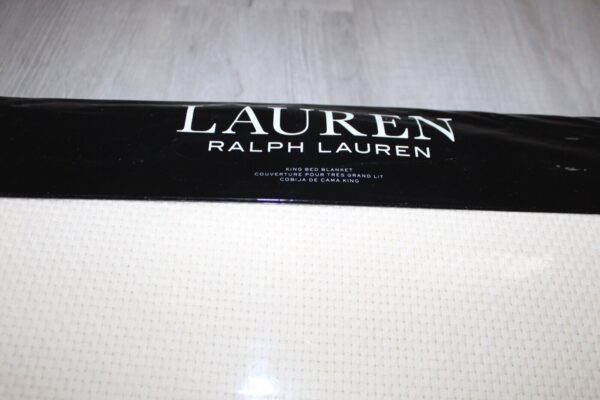 LAUREN
RALPH LAUREN
KING BED BLANKET
COUVERTURE POUR TRÈS GRAND LIT
COBIJA DE CAMA KING